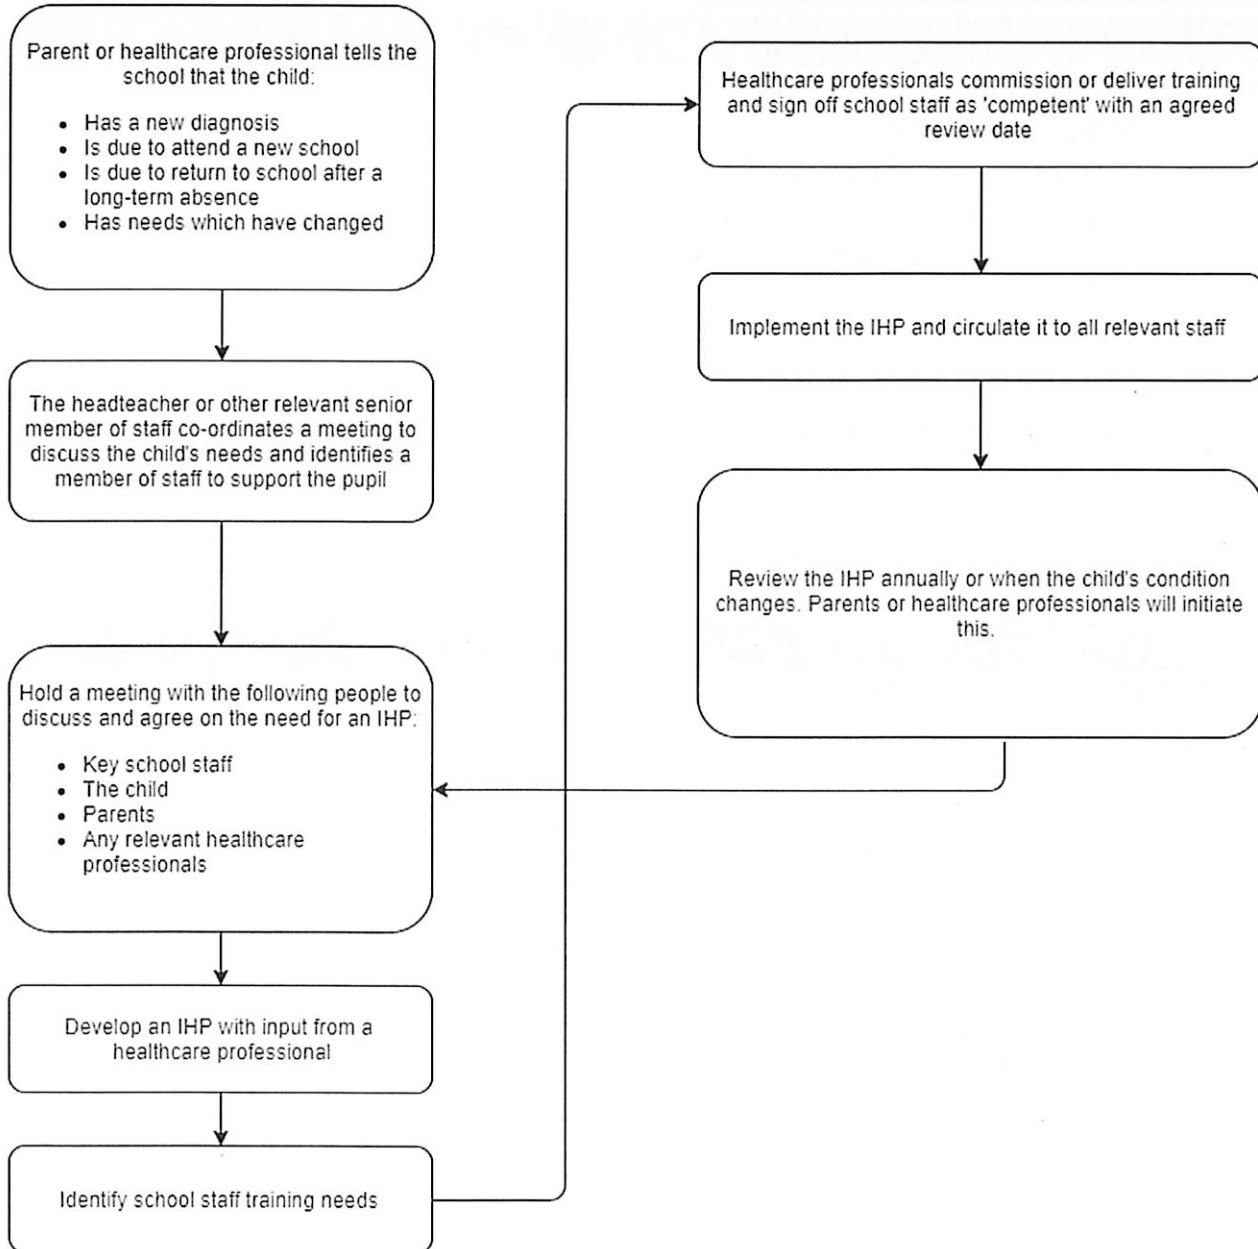 Parent or healthcare professional tells the
school that the child:
• Has a new diagnosis
• Is due to attend a new school
• Is due to return to school after a
long-term absence
• Has needs which have changed
The headteacher or other relevant senior
member of staff co-ordinates a meeting to
discuss the child's needs and identifies a
member of staff to support the pupil
Hold a meeting with the following people to
discuss and agree on the need for an IHP:
• Key school staff
• The child
• Parents
• Any relevant healthcare
professionals
Develop an IHP with input from a
healthcare professional
Identify school staff training needs
Healthcare professionals commission or deliver training
and sign off school staff as 'competent' with an agreed
review date
Implement the IHP and circulate it to all relevant staff
Review the IHP annually or when the child's condition
changes. Parents or healthcare professionals will initiate
this.